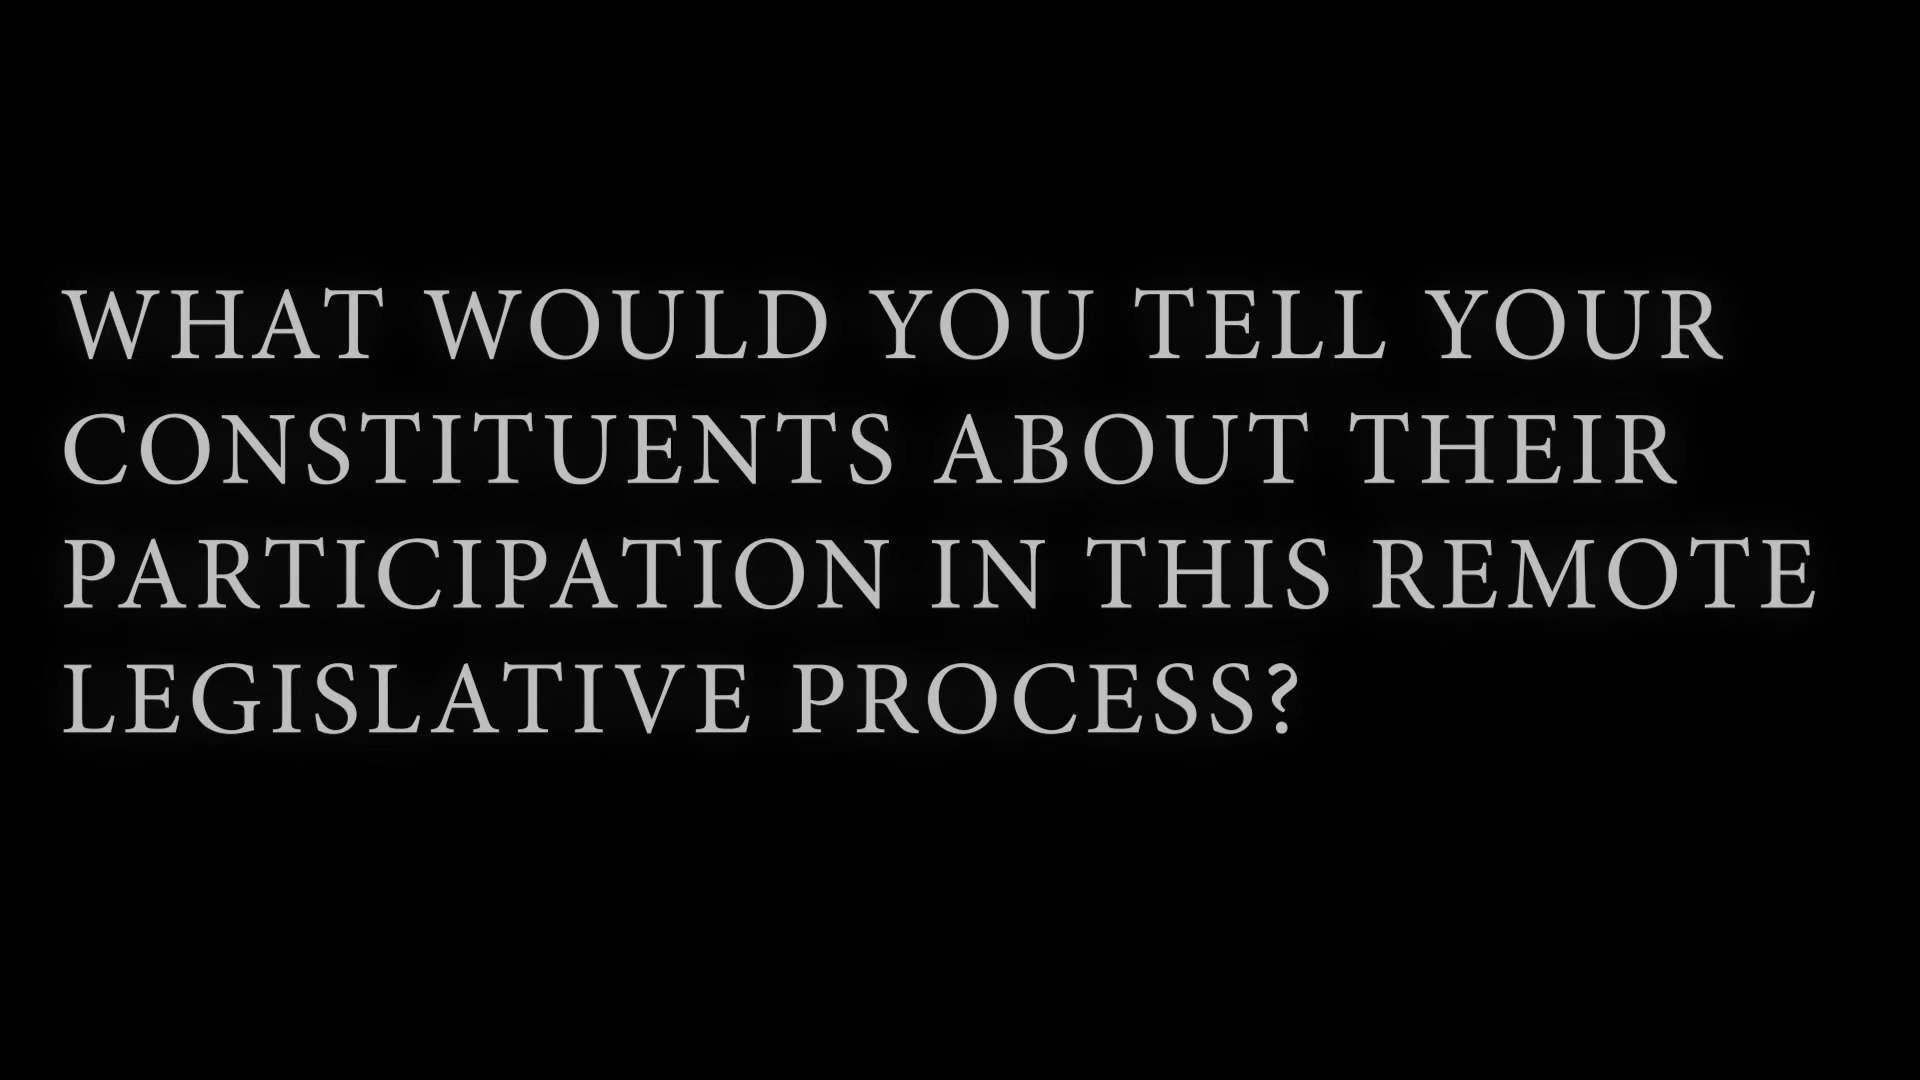 WHAT WOULD YOU TELL YOUR
CONSTITUENTS ABOUT THEIR
PARTICIPATION IN THIS REMOTE
LEGISLATIVE PROCESS?